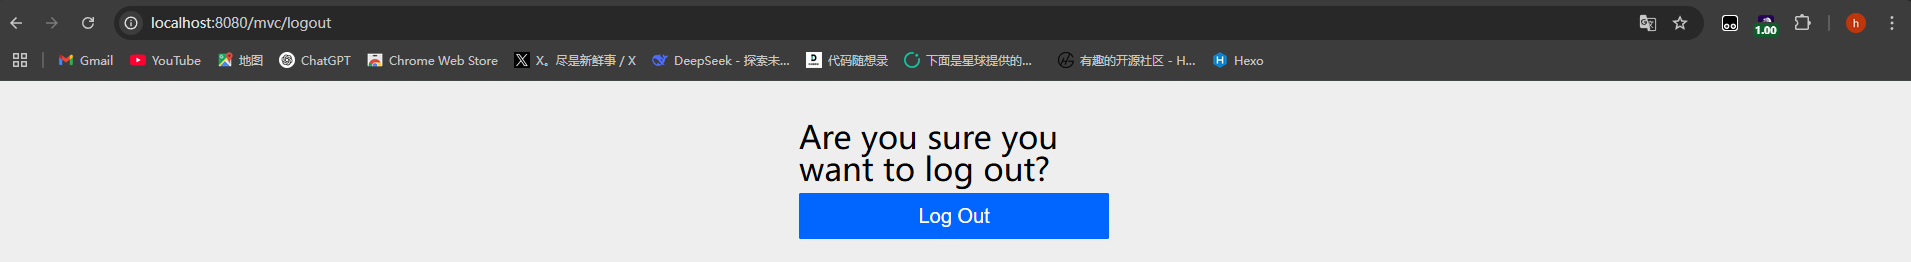 localhost:8080/mvc/logout
h
1.00
Gmail YouTube 地图 ChatGPT Chrome Web Store X。尽是新鲜事 / X DeepSeek - 探索未... 代码随想录 下面是星球提供的... 有趣的开源社区 - H... Hexo
Are you sure you
want to log out?
Log Out